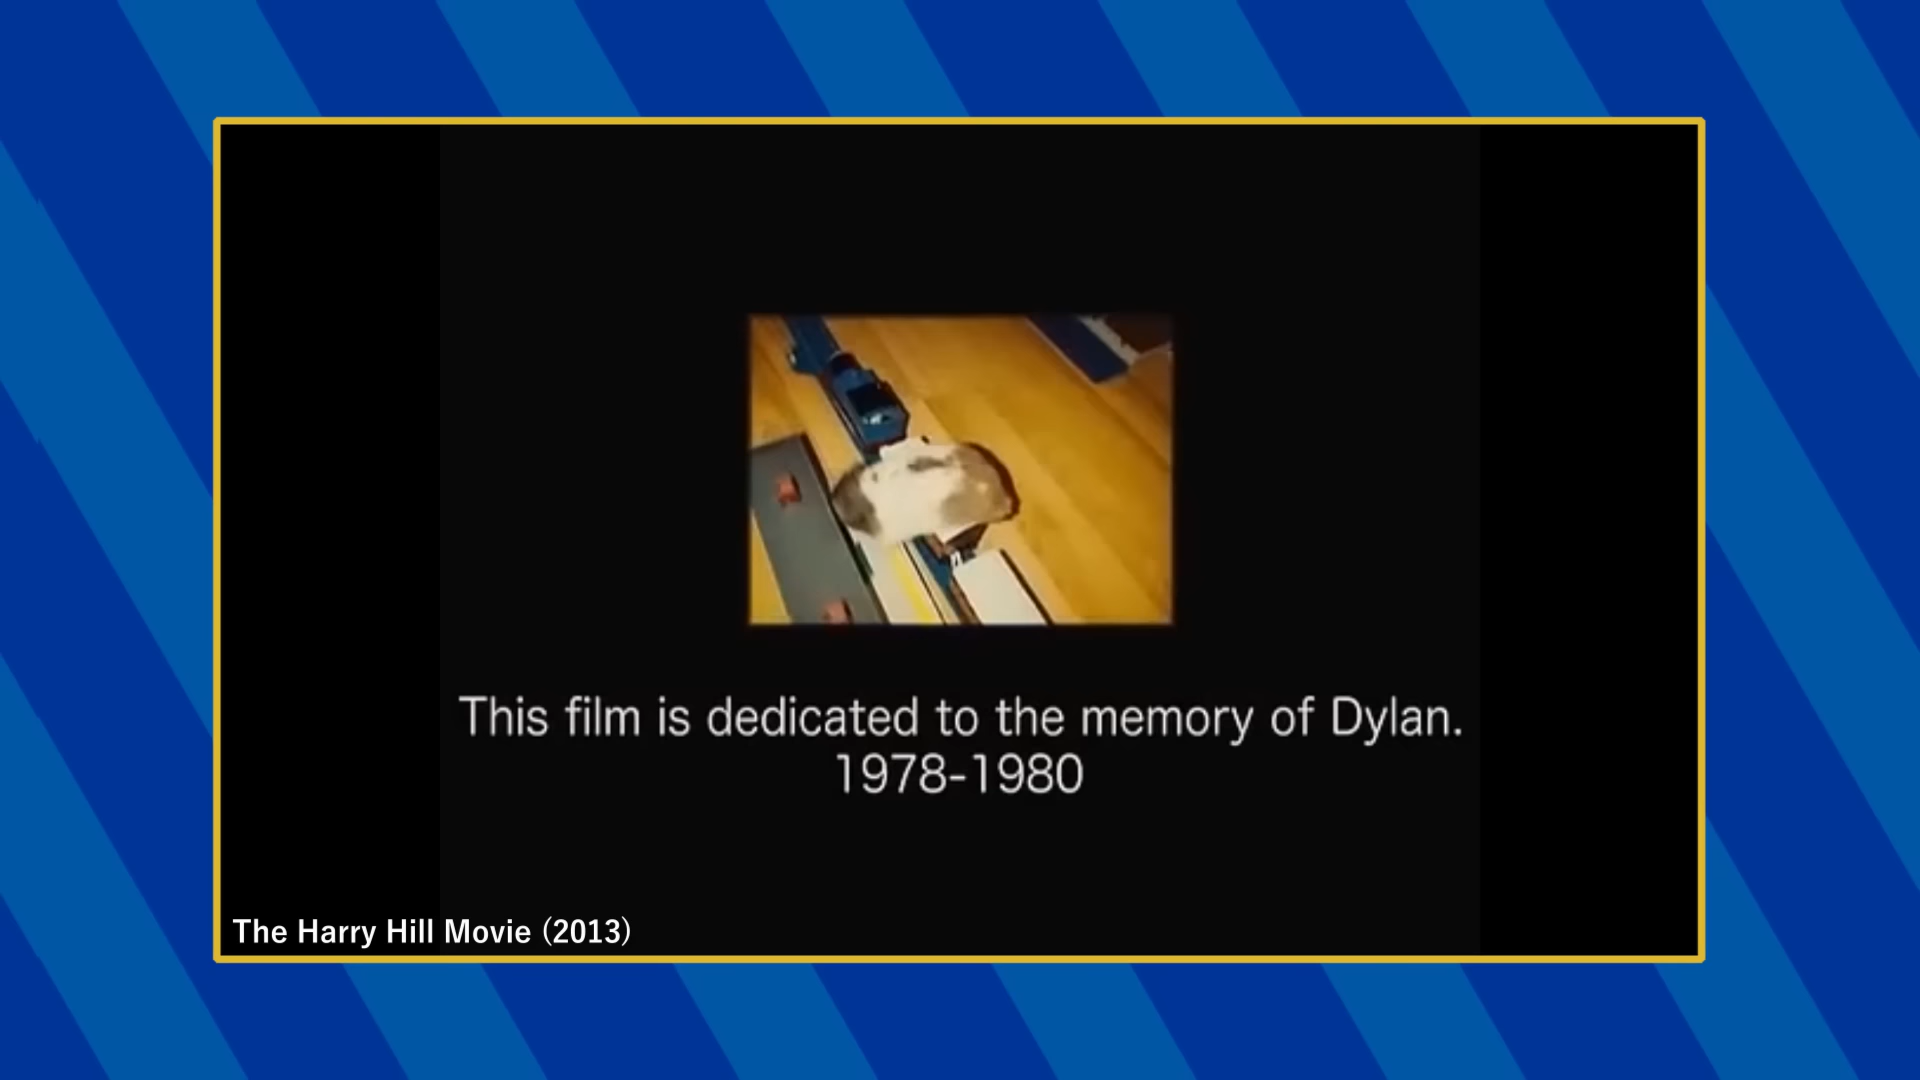 This film is dedicated to the memory of Dylan.
1978-1980
The Harry Hill Movie (2013)